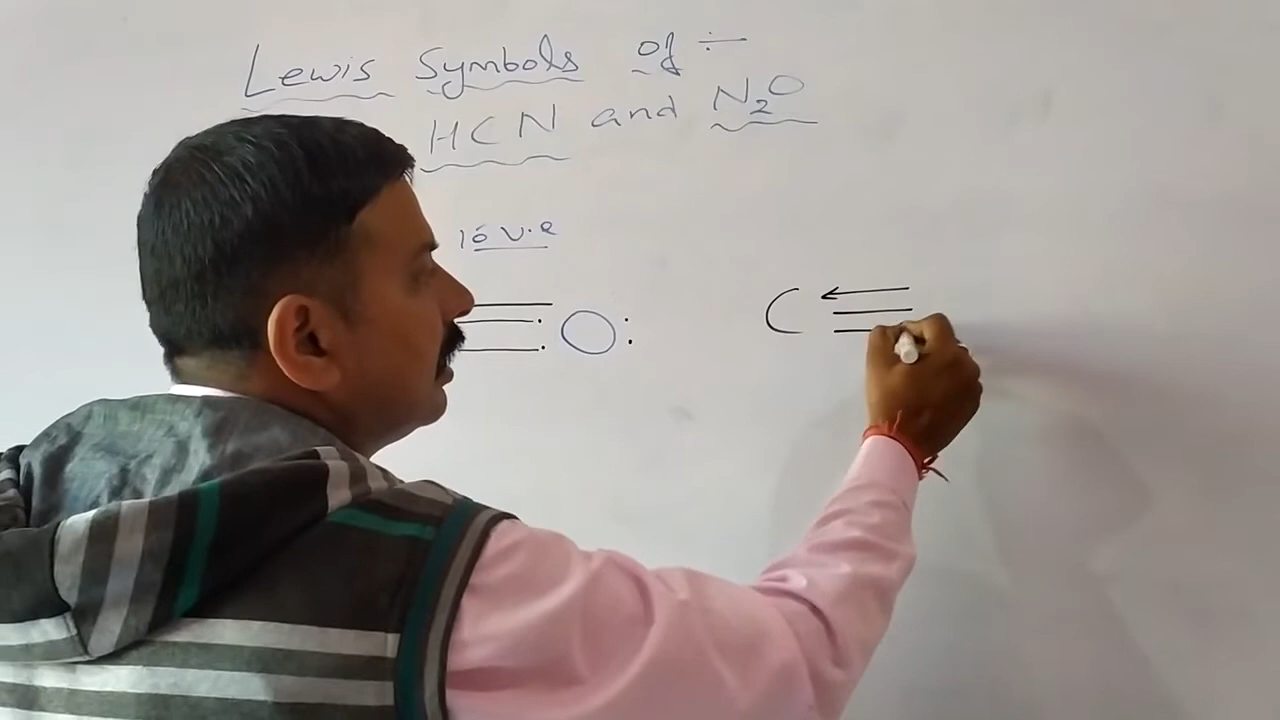 Lewis Symbols of :-
HCN and N₂O
16 v.e
O:
C